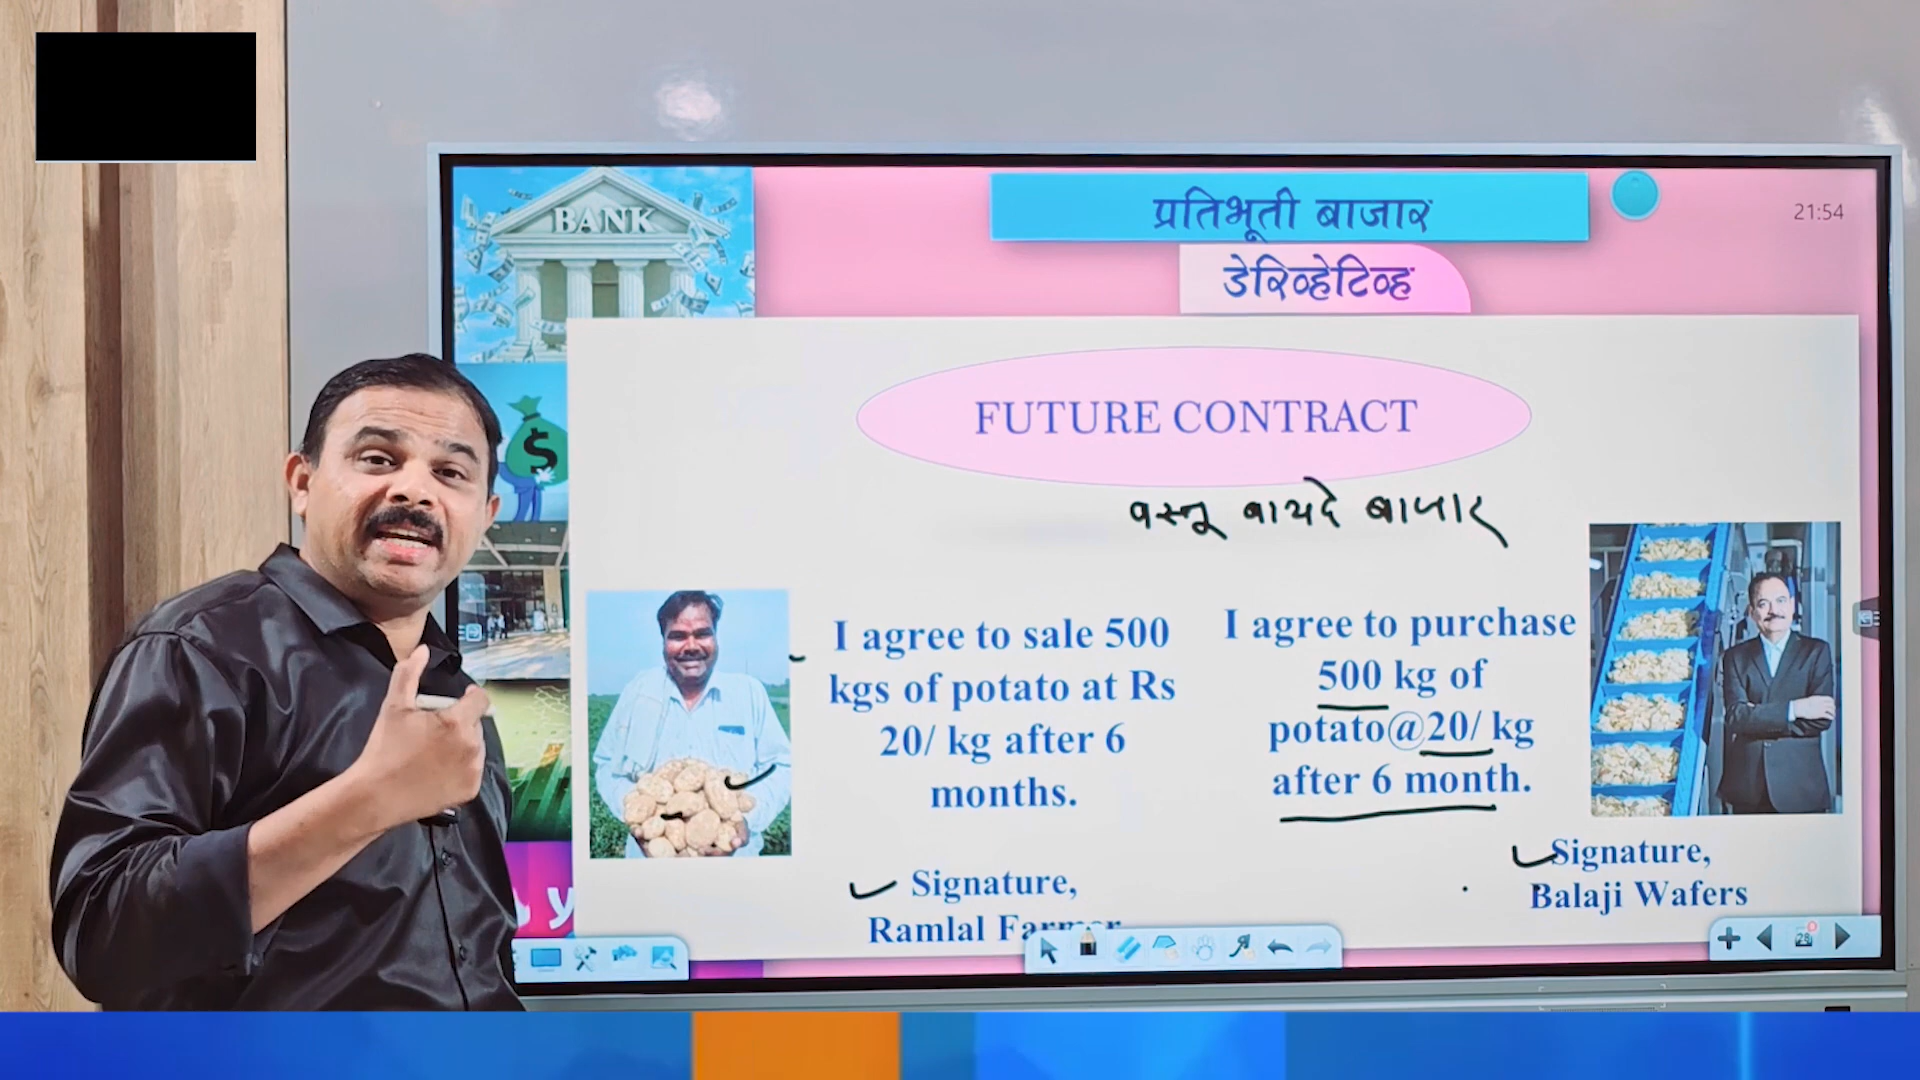 BANK
प्रतिभूती बाजार
21:54
डेरिव्हेटिव्ह
$
FUTURE CONTRACT
वस्तू वायदे बाजार
I agree to sale 500
kgs of potato at Rs
20/ kg after 6
months.
Signature,
Ramlal Farmer
I agree to purchase
500 kg of
potato@20/ kg
after 6 month.
Signature,
Balaji Wafers
28